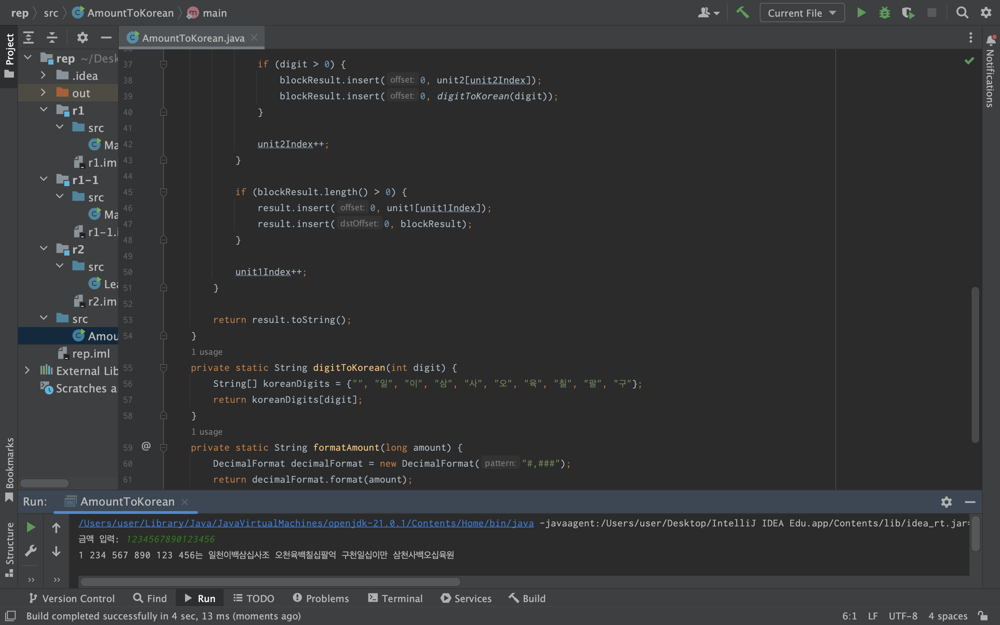 rep src AmountToKorean main
Current File
Project
AmountToKorean.java
Notifications
rep ~/Desk
.idea
out
r1
src
Ma
r1.im
r1-1
src
Ma
r1-1.i
r2
src
Lea
r2.im
src
Amou
rep.iml
External Lib
Scratches a
36
37 if (digit > 0) {
38 blockResult.insert( offset: 0, unit2[unit2Index]);
39 blockResult.insert( offset: 0, digitToKorean(digit));
40 }
41
42 unit2Index++;
43 }
44
45 if (blockResult.length() > 0) {
46 result.insert( offset: 0, unit1[unit1Index]);
47 result.insert( dstOffset: 0, blockResult);
48 }
49
50 unit1Index++;
51 }
52
53 return result.toString();
54 }
1 usage
55 private static String digitToKorean(int digit) {
56 String[] koreanDigits = {"", "일", "이", "삼", "사", "오", "육", "칠", "팔", "구"};
57 return koreanDigits[digit];
58 }
1 usage
59 @ private static String formatAmount(long amount) {
60 DecimalFormat decimalFormat = new DecimalFormat( pattern: "#,###");
61 return decimalFormat.format(amount);
Bookmarks
Structure
Run: AmountToKorean
/Users/user/Library/Java/JavaVirtualMachines/openjdk-21.0.1/Contents/Home/bin/java -javaagent:/Users/user/Desktop/IntelliJ IDEA Edu.app/Contents/lib/idea_rt.jar=
금액 입력: 1234567890123456
1 234 567 890 123 456는 일천이백삼십사조 오천육백칠십팔억 구천일십이만 삼천사백오십육원
Version Control Find Run TODO Problems Terminal Services Build
Build completed successfully in 4 sec, 13 ms (moments ago)
6:1 LF UTF-8 4 spaces